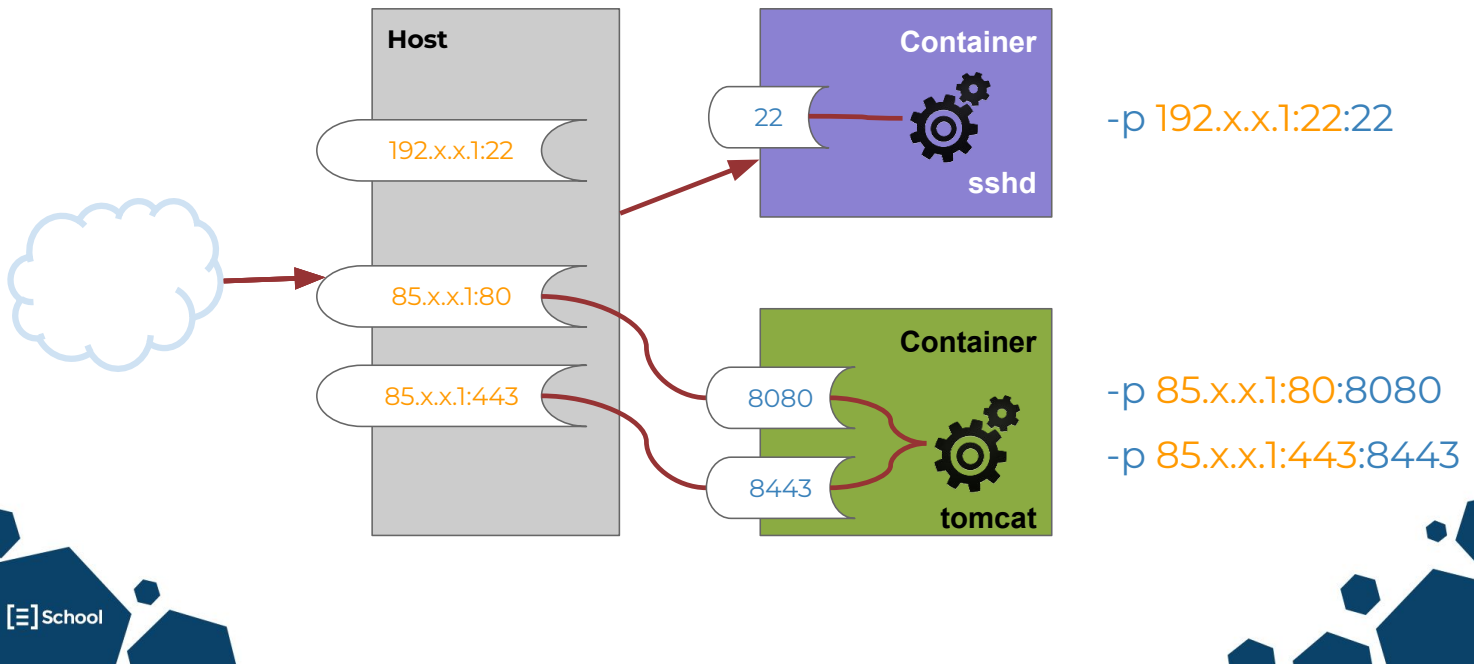 Host
192.x.x.1:22
85.x.x.1:80
85.x.x.1:443
Container
22
sshd
-p 192.x.x.1:22:22
Container
8080
8443
tomcat
-p 85.x.x.1:80:8080
-p 85.x.x.1:443:8443
[Ξ] School